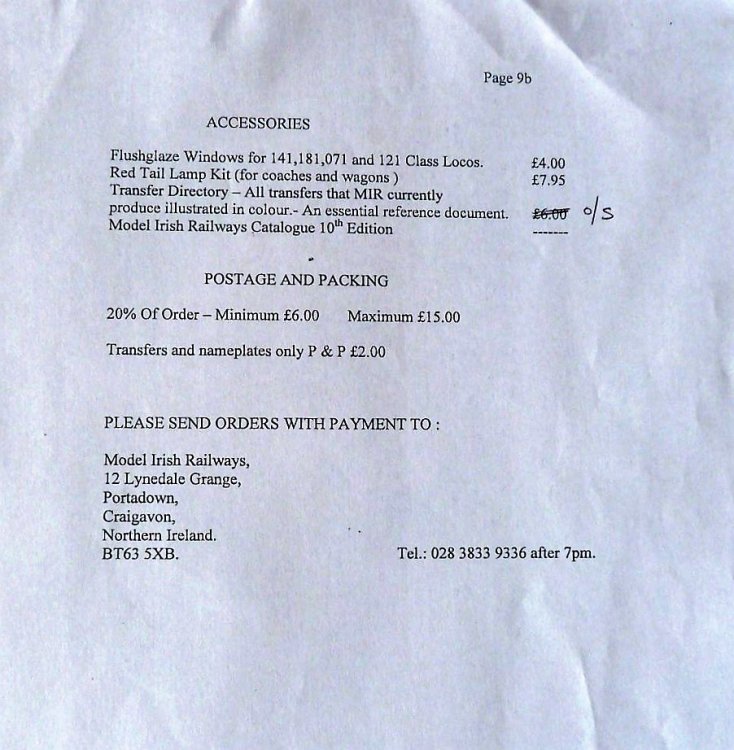 Page 9b
ACCESSORIES
Flushglaze Windows for 141,181,071 and 121 Class Locos. £4.00
Red Tail Lamp Kit (for coaches and wagons ) £7.95
Transfer Directory – All transfers that MIR currently
produce illustrated in colour.- An essential reference document. £6.00 o/s
Model Irish Railways Catalogue 10th Edition -------
POSTAGE AND PACKING
20% Of Order – Minimum £6.00 Maximum £15.00
Transfers and nameplates only P & P £2.00
PLEASE SEND ORDERS WITH PAYMENT TO :
Model Irish Railways,
12 Lynedale Grange,
Portadown,
Craigavon,
Northern Ireland.
BT63 5XB. Tel.: 028 3833 9336 after 7pm.